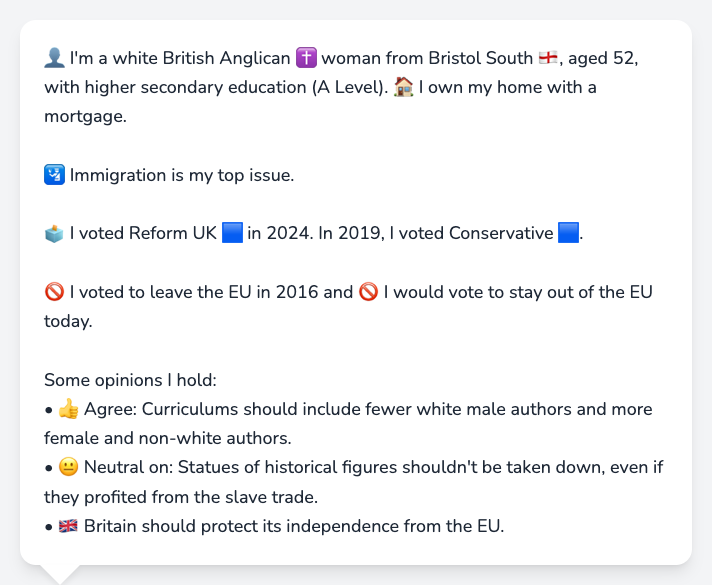 👤 I'm a white British Anglican ✝️ woman from Bristol South 🏴󠁧󠁢󠁥󠁮󠁧󠁿, aged 52,
with higher secondary education (A Level). 🏠 I own my home with a
mortgage.
🛂 Immigration is my top issue.
🗳️ I voted Reform UK 🟦 in 2024. In 2019, I voted Conservative 🟦.
🚫 I voted to leave the EU in 2016 and 🚫 I would vote to stay out of the EU
today.
Some opinions I hold:
• 👍 Agree: Curriculums should include fewer white male authors and more
female and non-white authors.
• 😐 Neutral on: Statues of historical figures shouldn't be taken down, even if
they profited from the slave trade.
• 🇬🇧 Britain should protect its independence from the EU.